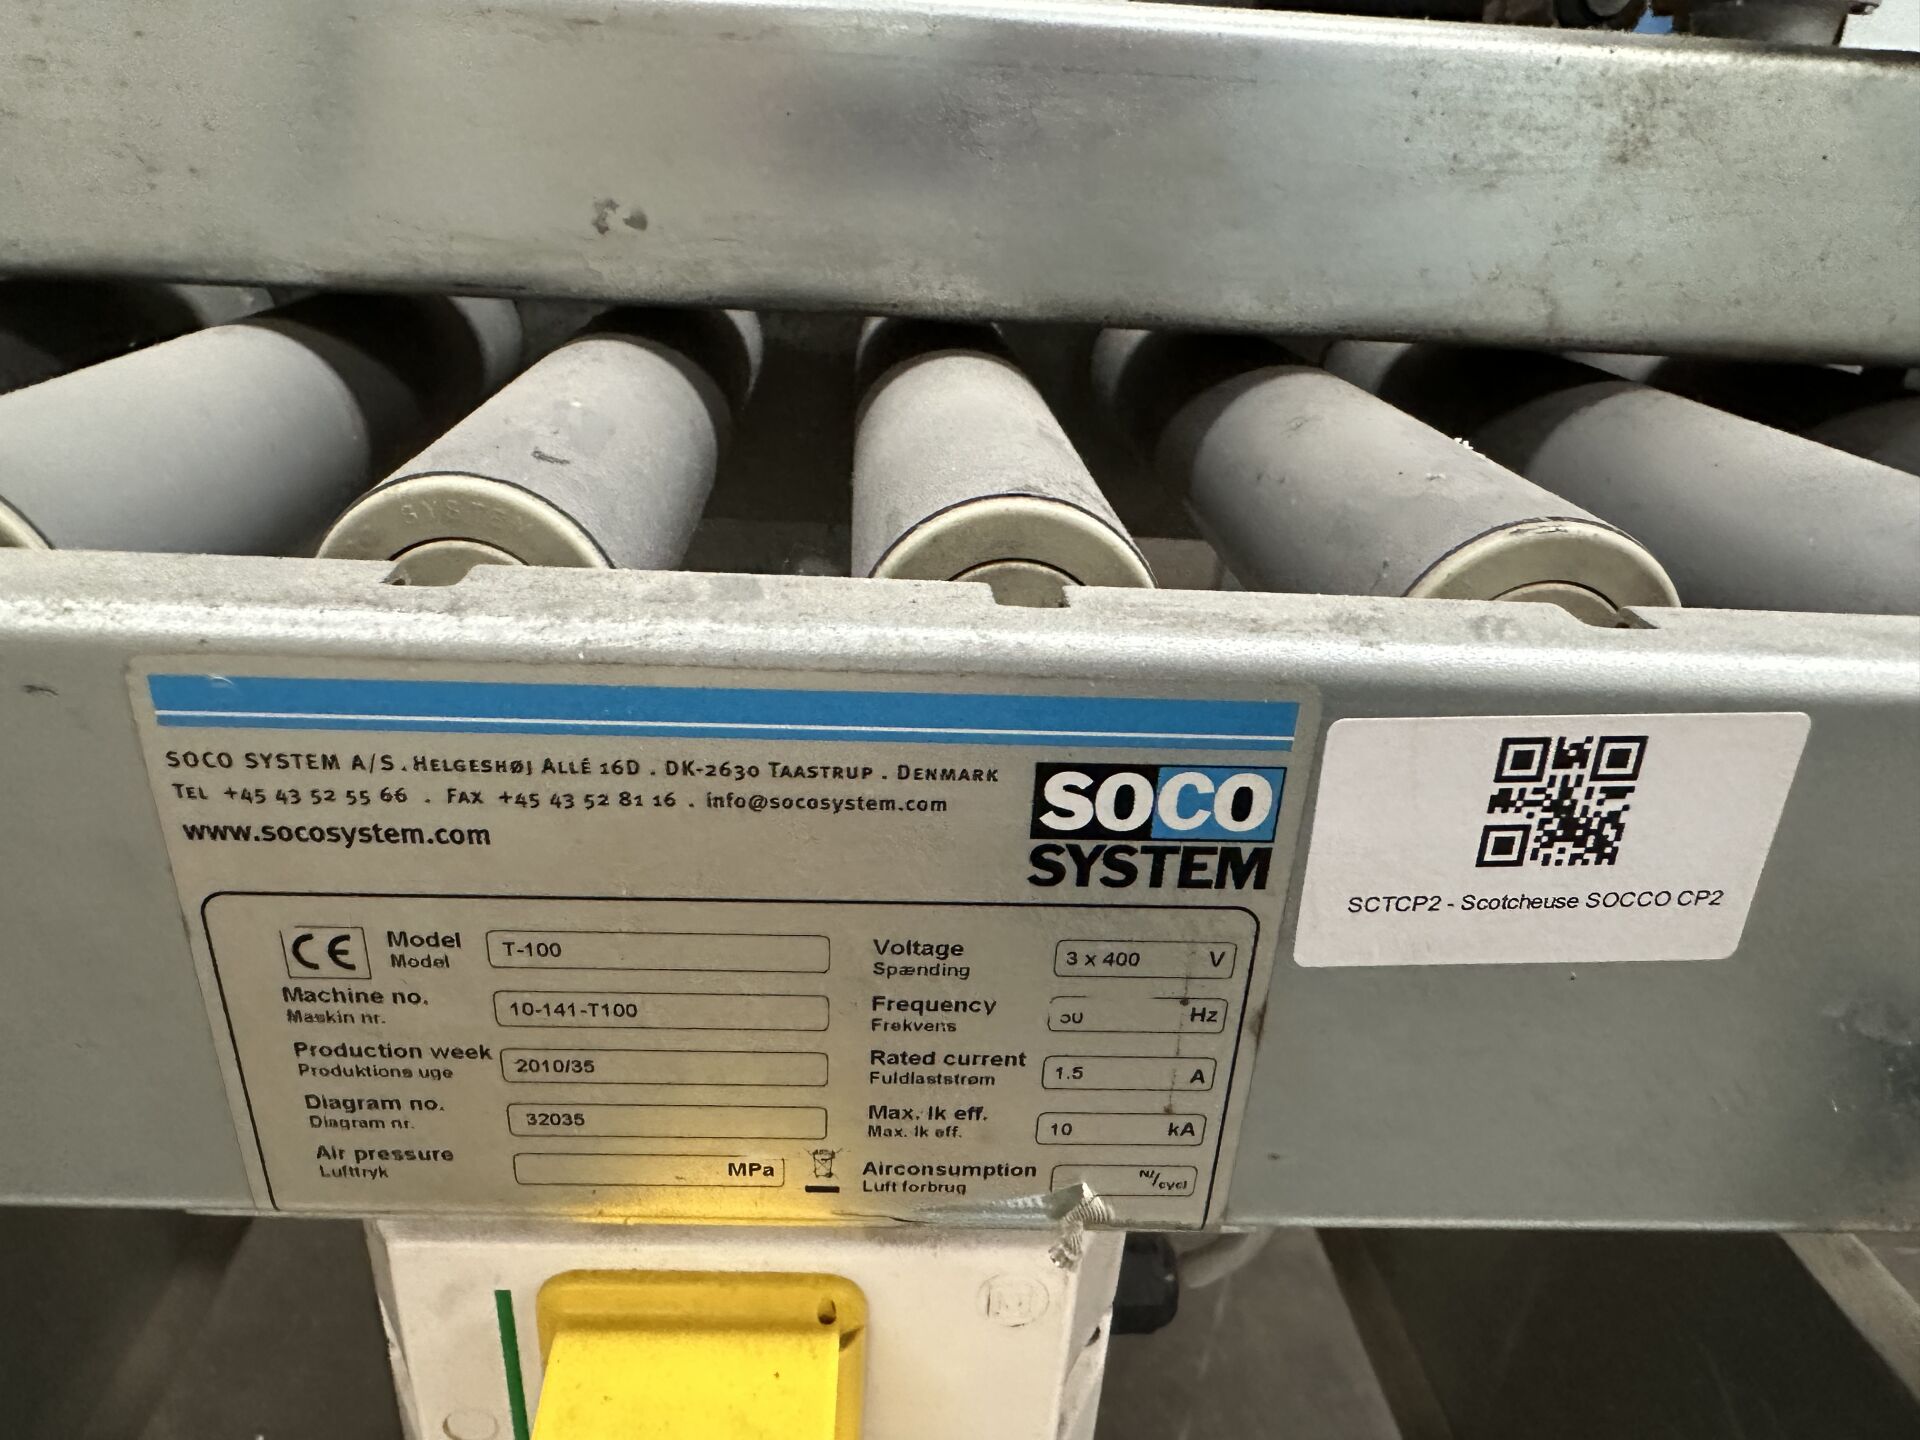 SYSTEM
SOCO SYSTEM A/S . HELGESHØJ ALLÉ 16D . DK-2630 TAASTRUP . DENMARK
TEL +45 43 52 55 66 . FAX +45 43 52 81 16 . info@socosystem.com
www.socosystem.com
SOCO
SYSTEM
CE
Model
Model
T-100
Voltage
Spænding
3 x 400 V
Machine no.
Maskin nr.
10-141-T100
Frequency
Frekvens
50 Hz
Production week
Produktions uge
2010/35
Rated current
Fuldlaststrøm
1.5 A
Diagram no.
Diagram nr.
32035
Max. Ik eff.
Max. Ik eff.
10 kA
Air pressure
Lufttryk
MPa
Airconsumption
Luft forbrug
Nl/cycl
SCTCP2 - Scotcheuse SOCCO CP2